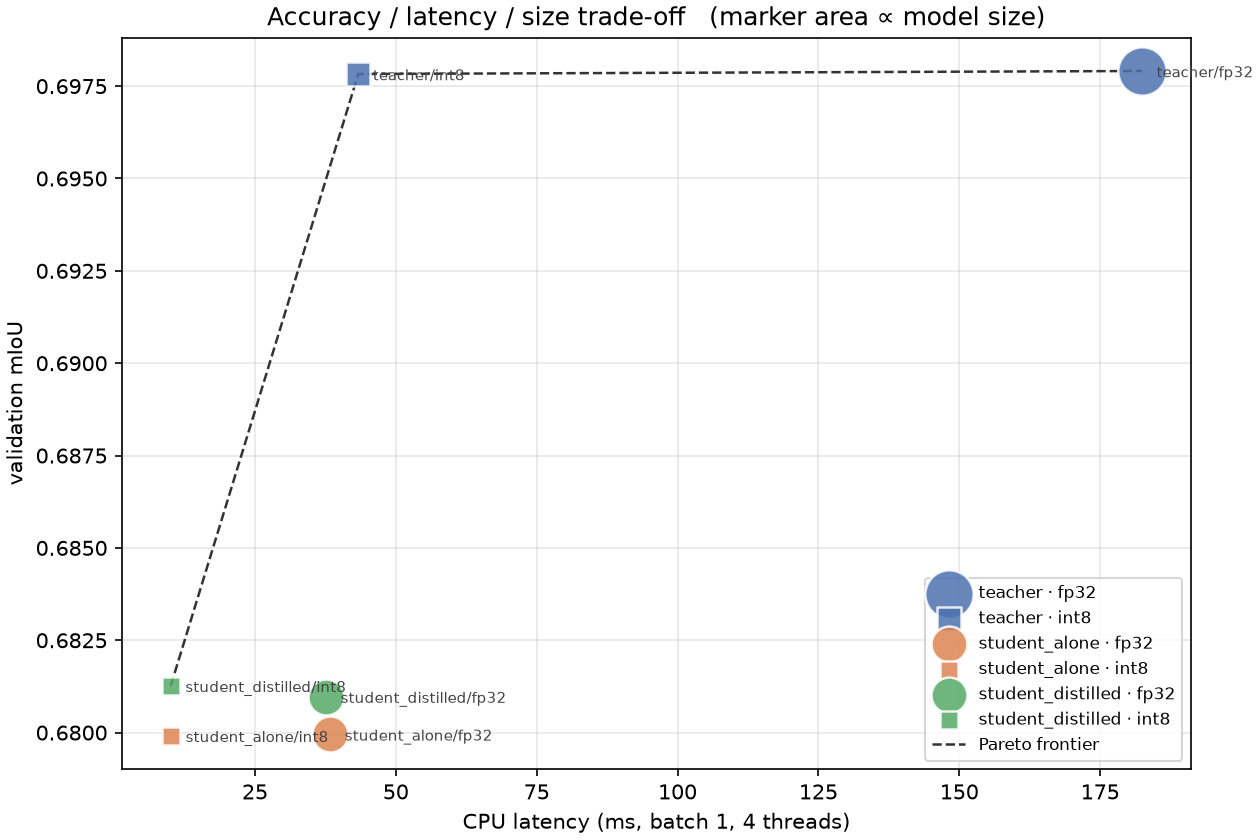 Accuracy / latency / size trade-off (marker area ∝ model size)
validation mIoU
0.6975
0.6950
0.6925
0.6900
0.6875
0.6850
0.6825
0.6800
teacher/int8
teacher/fp32
student_distilled/int8
student_distilled/fp32
student_alone/int8
student_alone/fp32
teacher · fp32
teacher · int8
student_alone · fp32
student_alone · int8
student_distilled · fp32
student_distilled · int8
Pareto frontier
25 50 75 100 125 150 175
CPU latency (ms, batch 1, 4 threads)